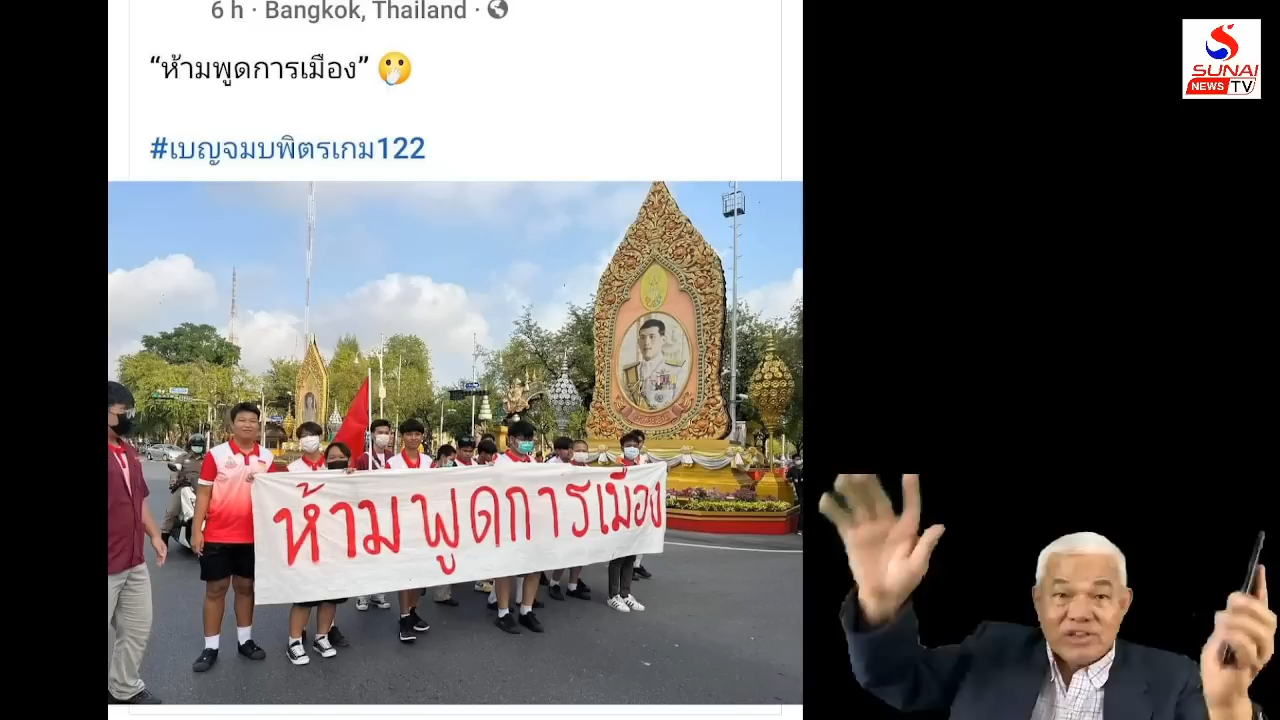 6 h · Bangkok, Thailand ·
“ห้ามพูดการเมือง” 🫢
#เบญจมบพิตรเกม122
ห้ามพูดการเมือง
SUNAI
NEWS TV